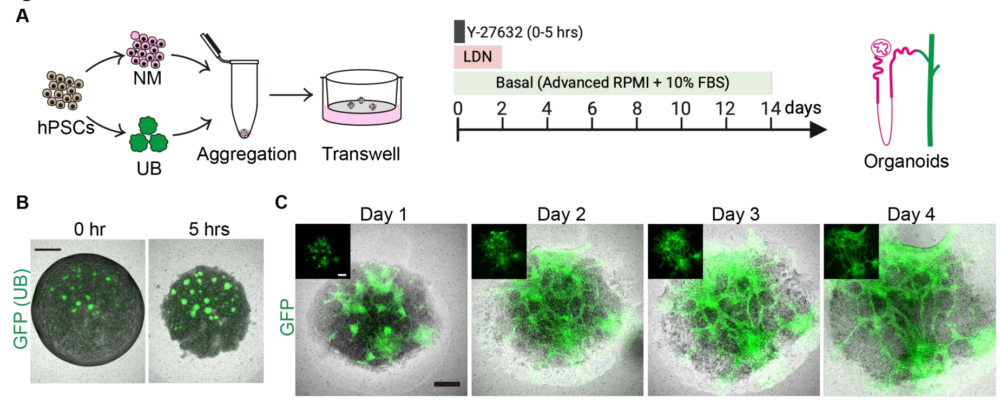 A
NM
hPSCs
UB
Aggregation
Transwell
Y-27632 (0-5 hrs)
LDN
Basal (Advanced RPMI + 10% FBS)
0 2 4 6 8 10 12 14 days
Organoids
B
0 hr
5 hrs
GFP (UB)
C
Day 1
Day 2
Day 3
Day 4
GFP